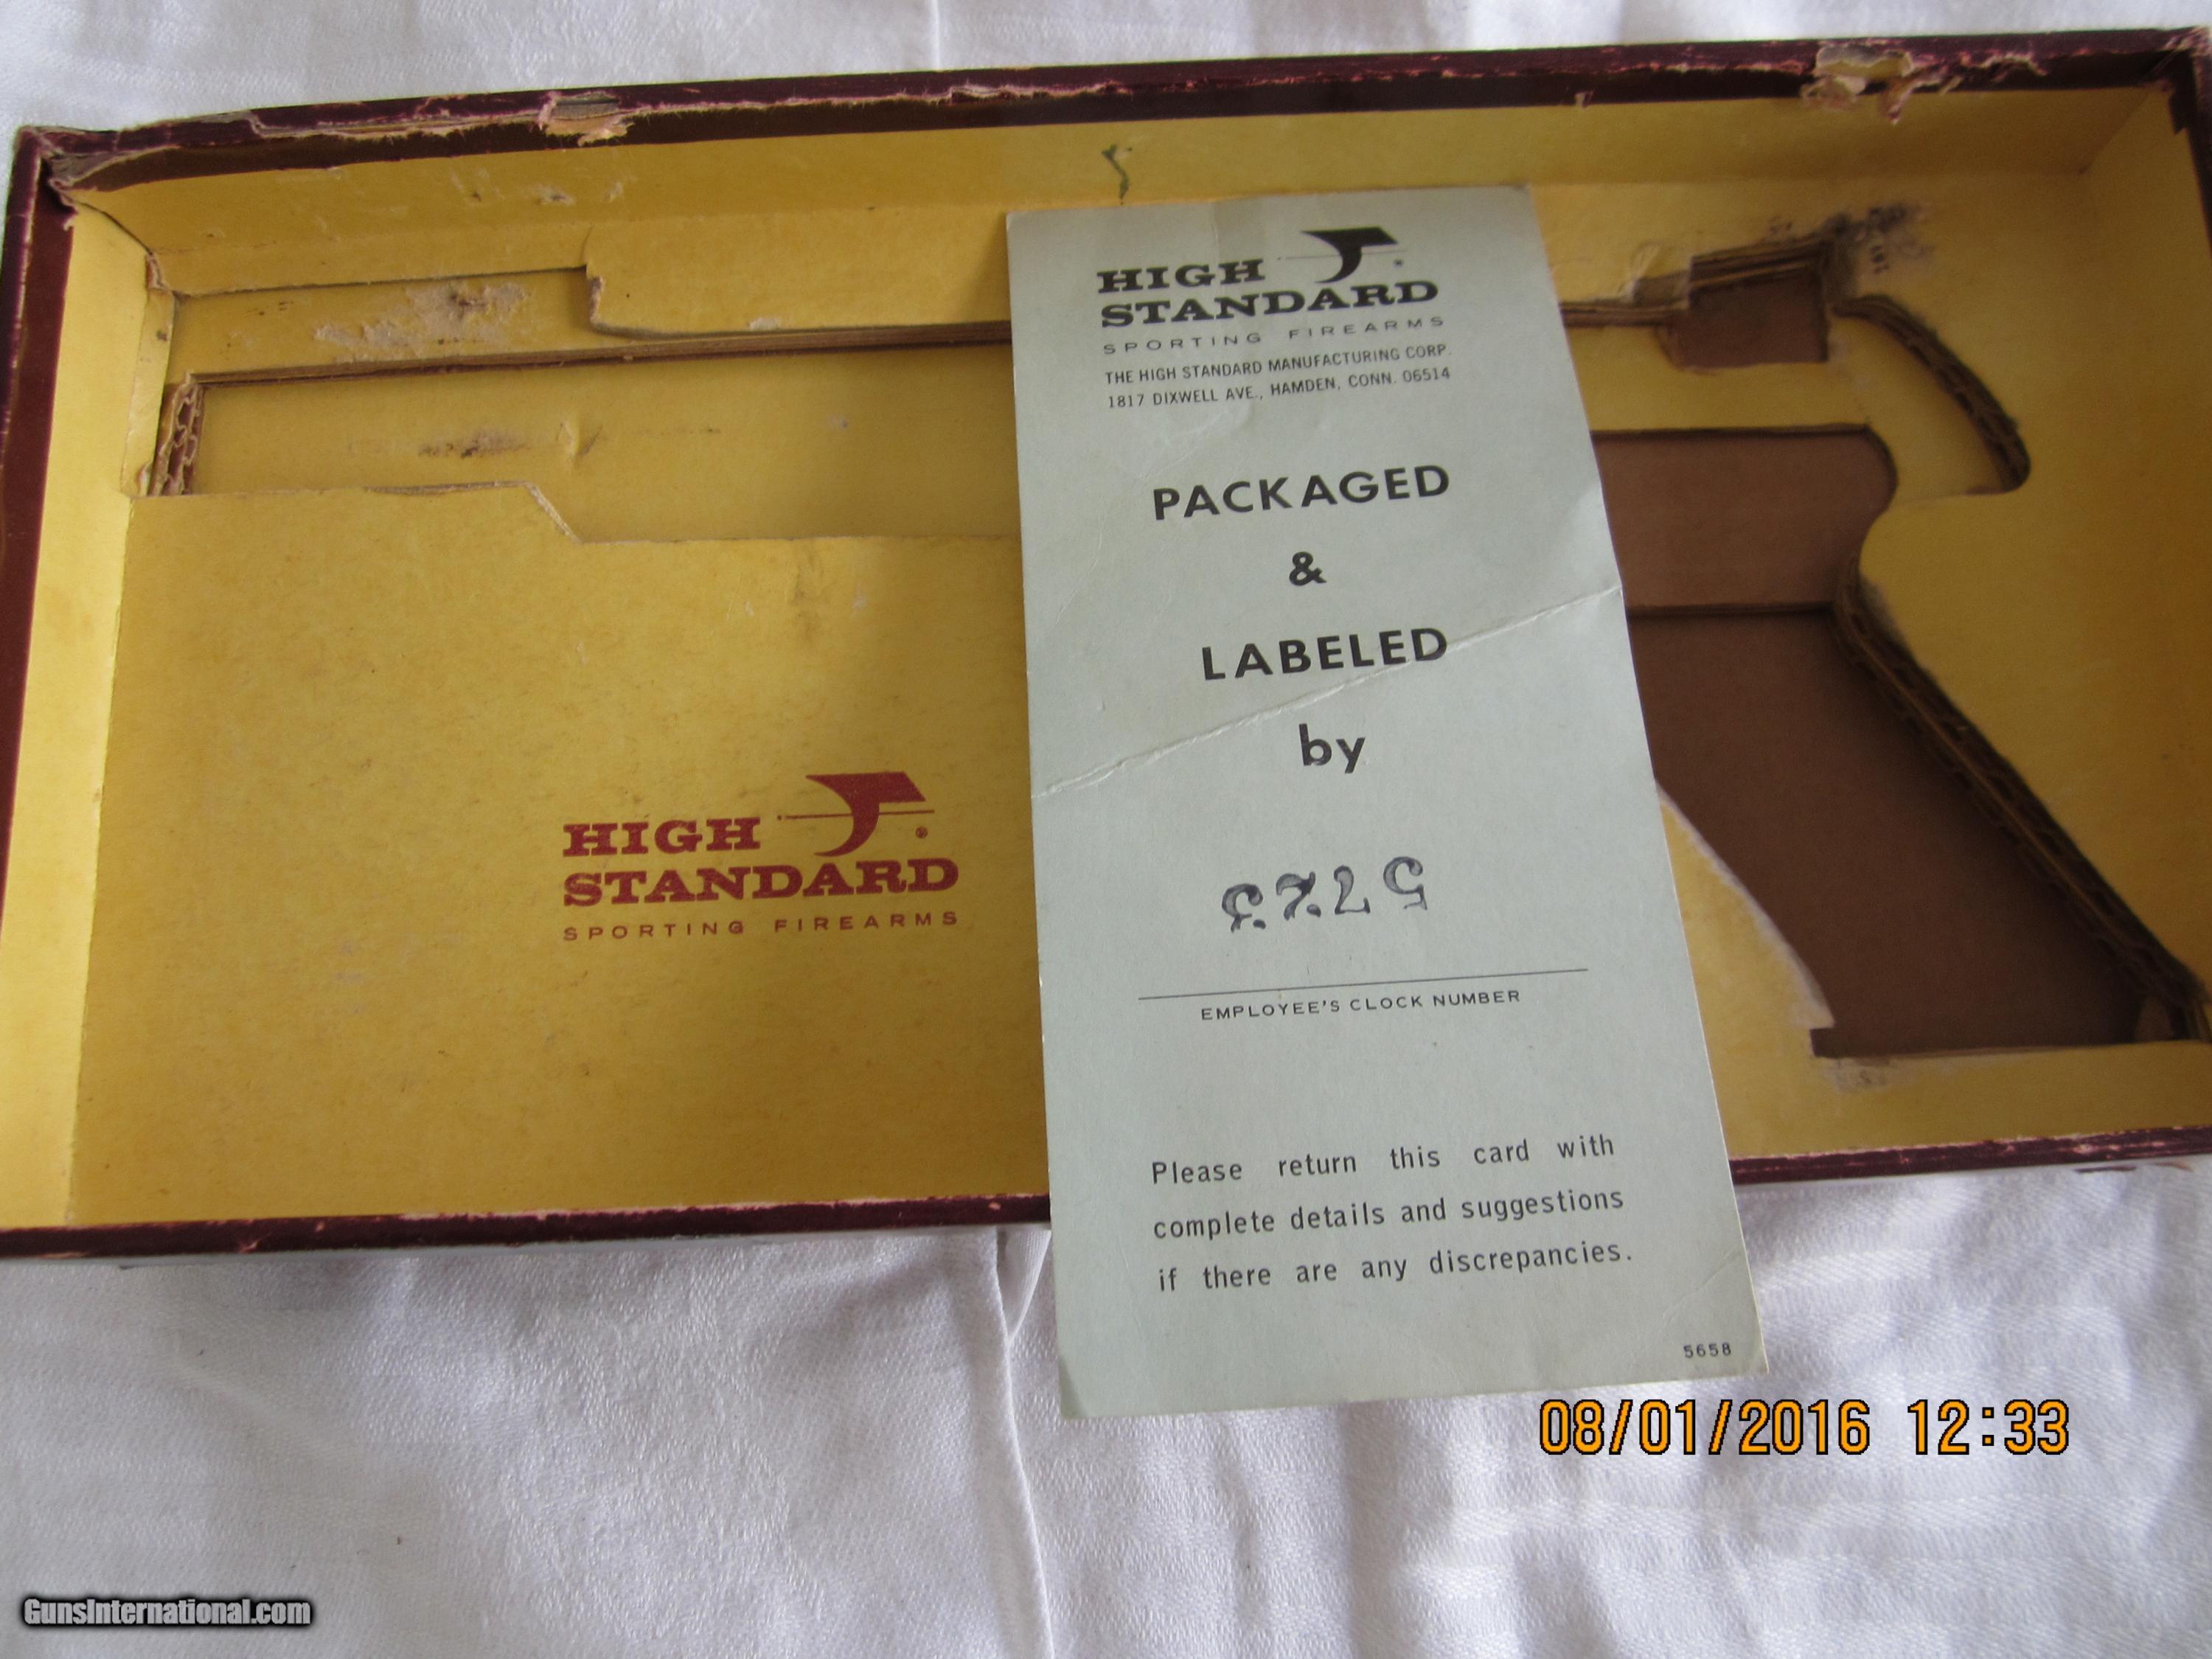 HIGH
STANDARD
SPORTING FIREARMS
THE HIGH STANDARD MANUFACTURING CORP.
1817 DIXWELL AVE., HAMDEN, CONN. 06514
PACKAGED
&
LABELED
by
EMPLOYEE'S CLOCK NUMBER
Please return this card with
complete details and suggestions
if there are any discrepancies.
5658
HIGH
STANDARD
SPORTING FIREARMS
08/01/2016 12:33
GunsInternational.com